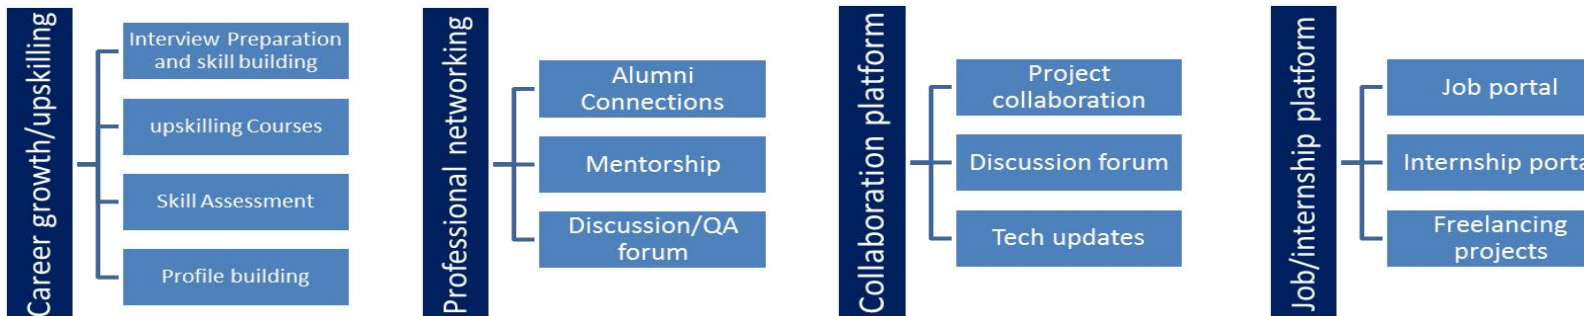 Career growth/upskilling
Interview Preparation
and skill building
upskilling Courses
Skill Assessment
Profile building
Professional networking
Alumni
Connections
Mentorship
Discussion/QA
forum
Collaboration platform
Project
collaboration
Discussion forum
Tech updates
Job/internship platform
Job portal
Internship porta
Freelancing
projects